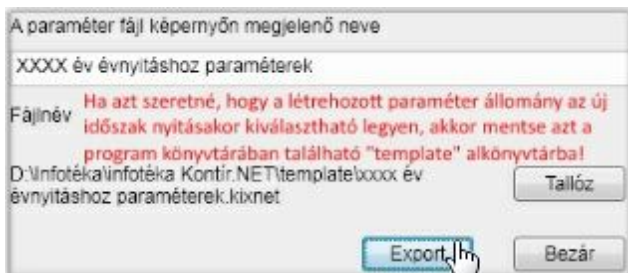 A paraméter fájl képernyőn megjelenő neve
XXXX év évnyitáshoz paraméterek
Fájlnév
Ha azt szeretné, hogy a létrehozott paraméter állomány az új
időszak nyitásakor kiválasztható legyen, akkor mentse azt a
program könyvtárában található "template" alkönyvtárba!
D:\Infotéka\infotéka Kontír.NET\template\xxxx év
évnyitáshoz paraméterek.kixnet
Tallóz
Export
Bezár